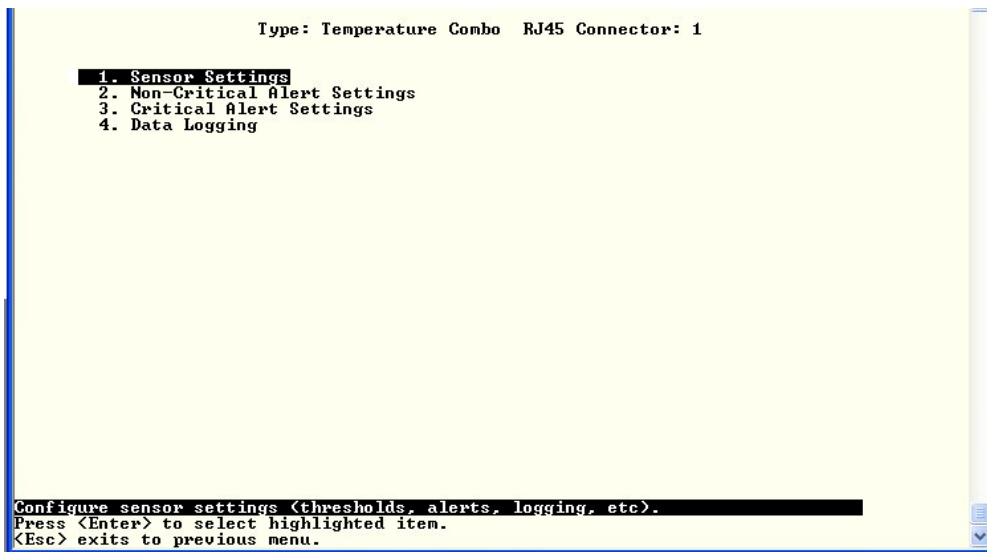 Type: Temperature Combo  RJ45 Connector: 1
1. Sensor Settings
2. Non-Critical Alert Settings
3. Critical Alert Settings
4. Data Logging
Configure sensor settings (thresholds, alerts, logging, etc).
Press <Enter> to select highlighted item.
<Esc> exits to previous menu.